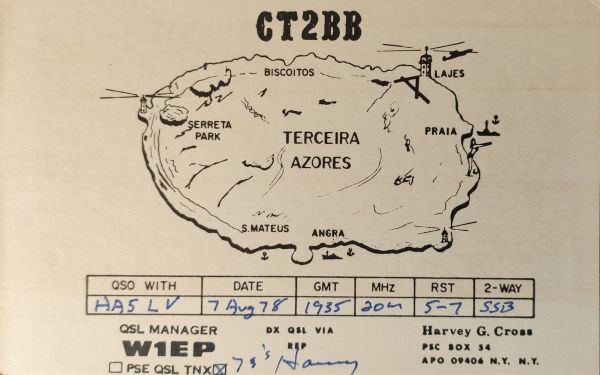 CT2BB
BISCOITOS
LAJES
SERRETA
PARK
TERCEIRA
AZORES
PRAIA
S.MATEUS
ANGRA
QSO WITH DATE GMT MHz RST 2-WAY
HA5LV 7 Aug 78 1935 20m 5-7 SSB
QSL MANAGER DX QSL VIA Harvey G. Cross
W1EP REP PSC BOX 54
PSE QSL TNX 73's Harvey APO 09406 N.Y. N.Y.